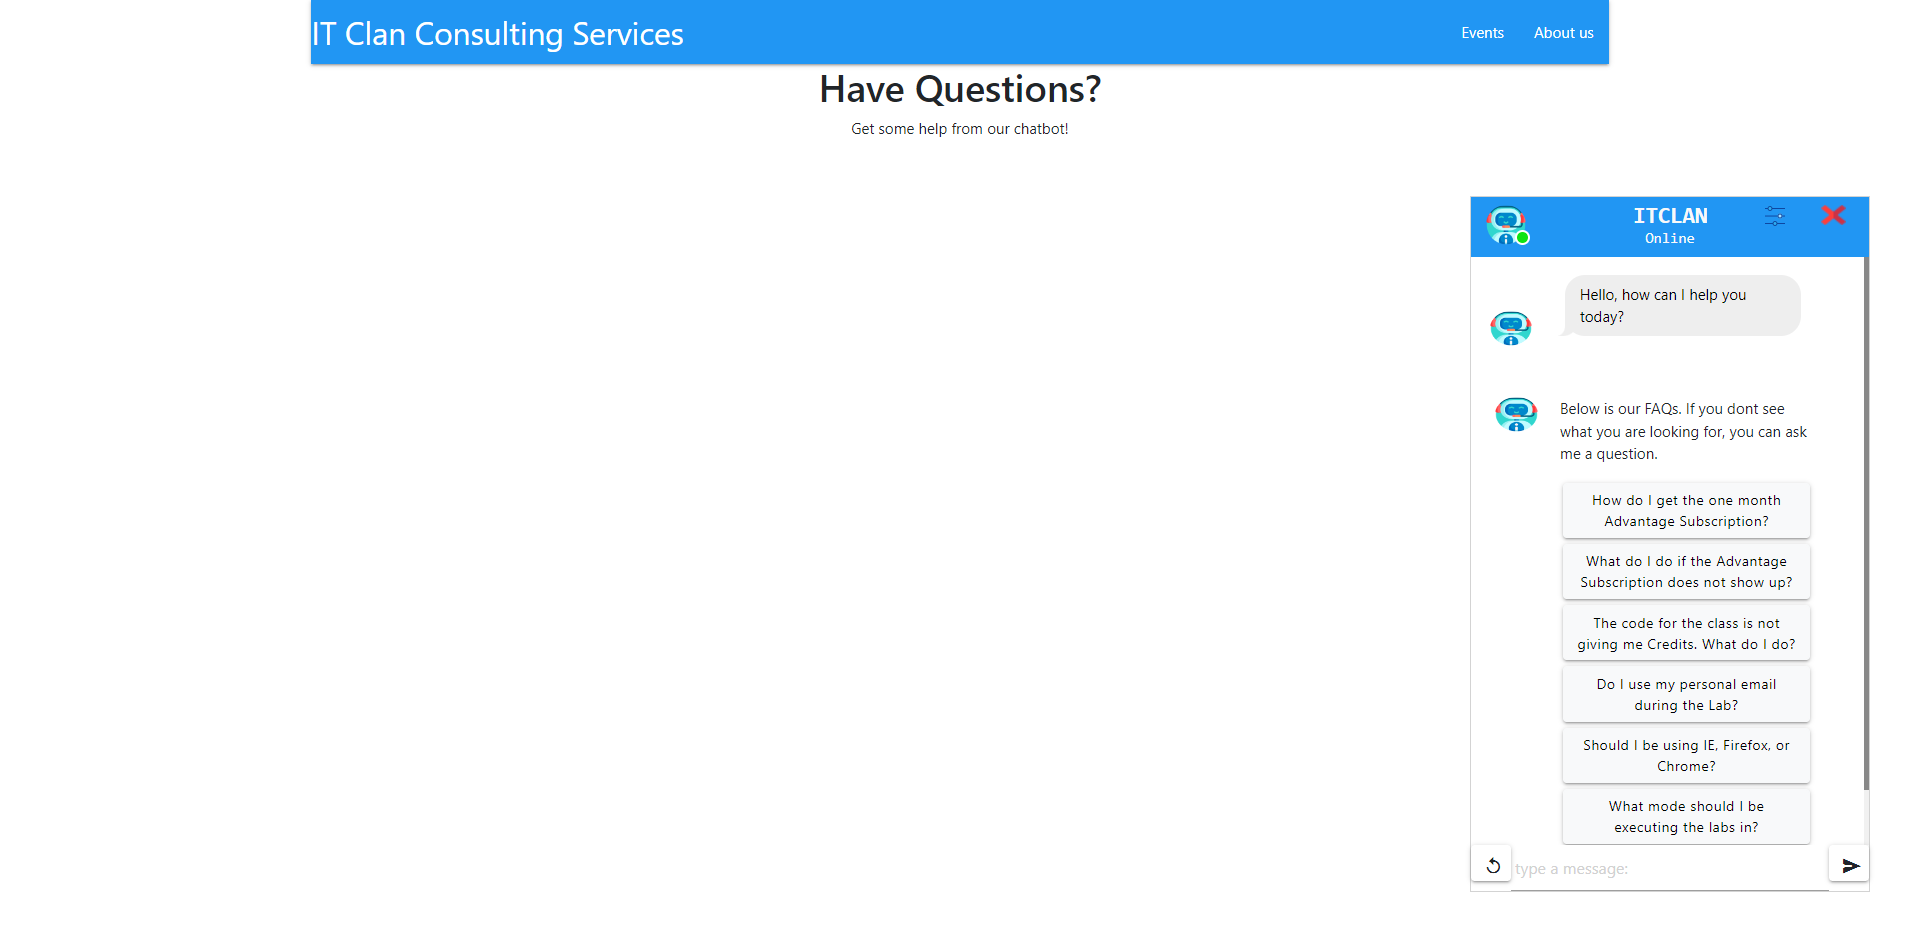 IT Clan Consulting Services
Events
About us
Have Questions?
Get some help from our chatbot!
ITCLAN
Online
Hello, how can I help you
today?
Below is our FAQs. If you dont see
what you are looking for, you can ask
me a question.
How do I get the one month
Advantage Subscription?
What do I do if the Advantage
Subscription does not show up?
The code for the class is not
giving me Credits. What do I do?
Do I use my personal email
during the Lab?
Should I be using IE, Firefox, or
Chrome?
What mode should I be
executing the labs in?
type a message: